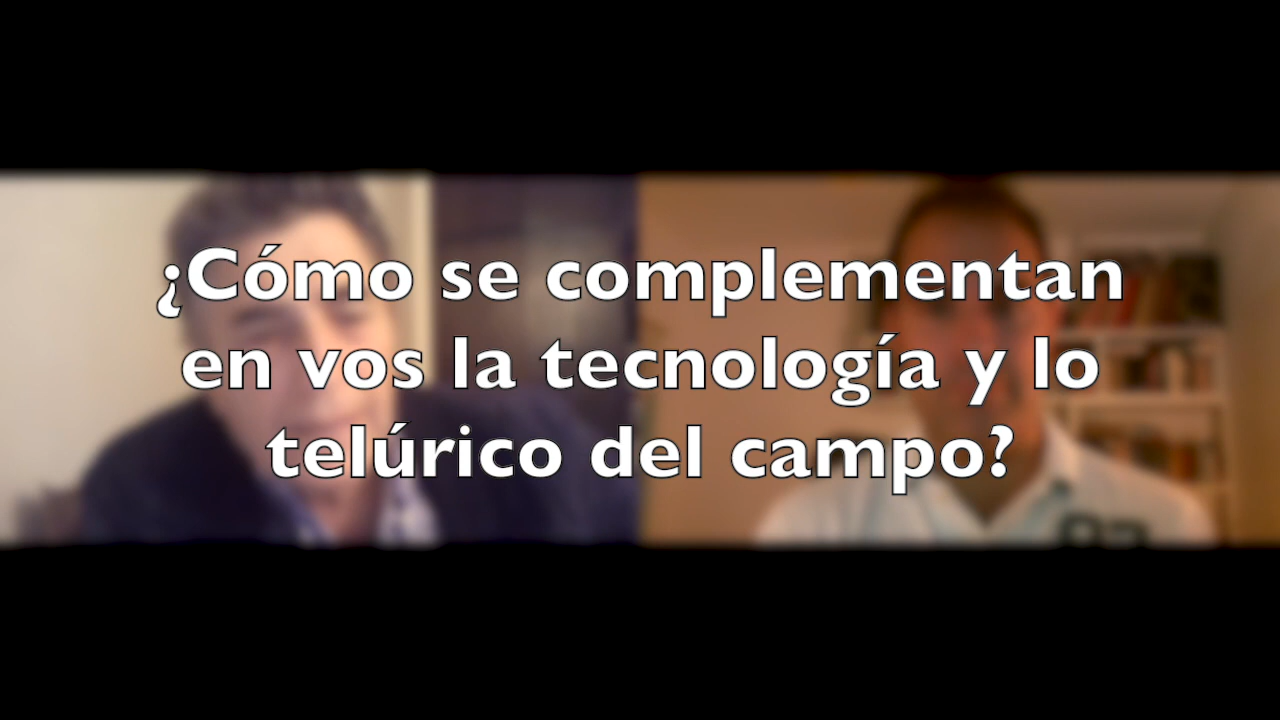 ¿Cómo se complementan
en vos la tecnología y lo
telúrico del campo?